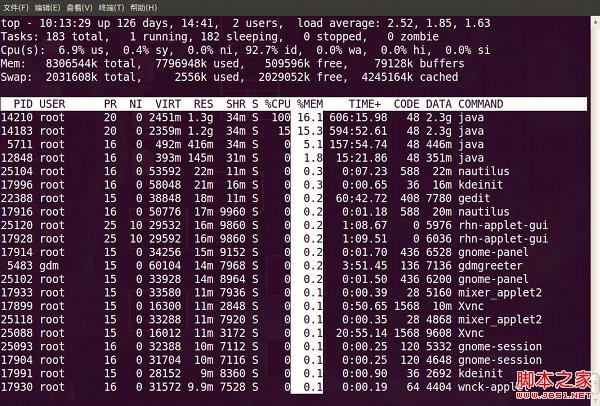 文件(F) 编辑(E) 查看(V) 终端(T) 帮助(H)
top - 10:13:29 up 126 days, 14:41,  2 users,  load average: 2.52, 1.85, 1.63
Tasks: 183 total,   1 running, 182 sleeping,   0 stopped,   0 zombie
Cpu(s):  6.9% us,  0.4% sy,  0.0% ni, 92.7% id,  0.0% wa,  0.0% hi,  0.0% si
Mem:   8306544k total,  7796948k used,   509596k free,    79128k buffers
Swap:  2031608k total,     2556k used,  2029052k free,  4245164k cached
PID USER PR NI VIRT RES SHR S %CPU %MEM TIME+ CODE DATA COMMAND
14210 root 20 0 2451m 1.3g 34m S 100 16.1 606:15.98 48 2.3g java
14183 root 20 0 2359m 1.2g 34m S 15 15.3 594:52.61 48 2.3g java
5711 root 16 0 492m 416m 34m S 0 5.1 157:54.74 48 446m java
12848 root 16 0 393m 145m 31m S 0 1.8 15:21.86 48 351m java
25104 root 16 0 53592 22m 11m S 0 0.3 0:07.23 588 22m nautilus
17996 root 16 0 58048 21m 16m S 0 0.3 0:00.65 36 16m kdeinit
22388 root 15 0 38848 18m 11m S 0 0.2 60:42.72 408 7780 gedit
17916 root 16 0 50776 17m 9960 S 0 0.2 0:01.18 588 20m nautilus
25120 root 25 10 29532 16m 9860 S 0 0.2 1:08.67 0 5976 rhn-applet-gui
17928 root 25 10 29592 16m 9860 S 0 0.2 1:09.51 0 6036 rhn-applet-gui
17914 root 16 0 34256 15m 9152 S 0 0.2 0:01.70 436 6528 gnome-panel
5483 gdm 15 0 60104 14m 7968 S 0 0.2 3:51.45 136 7136 gdmgreeter
25102 root 15 0 33928 14m 8964 S 0 0.2 0:01.50 436 6200 gnome-panel
17933 root 15 0 33580 11m 7936 S 0 0.1 0:00.39 28 5160 mixer_applet2
17899 root 15 0 16300 11m 2848 S 0 0.1 0:50.65 1568 10m Xvnc
25118 root 15 0 33288 11m 7920 S 0 0.1 0:00.35 28 4868 mixer_applet2
25088 root 15 0 16012 11m 3172 S 0 0.1 20:55.14 1568 9608 Xvnc
25093 root 16 0 32388 10m 7112 S 0 0.1 0:00.25 120 5332 gnome-session
17904 root 16 0 31704 10m 7116 S 0 0.1 0:00.25 120 4648 gnome-session
17991 root 15 0 28152 9m 8360 S 0 0.1 0:00.90 36 2692 kdeinit
17930 root 16 0 31572 9.9m 7528 S 0 0.1 0:00.19 64 4404 wnck-applet
脚本之家
WWW.JB51.NET